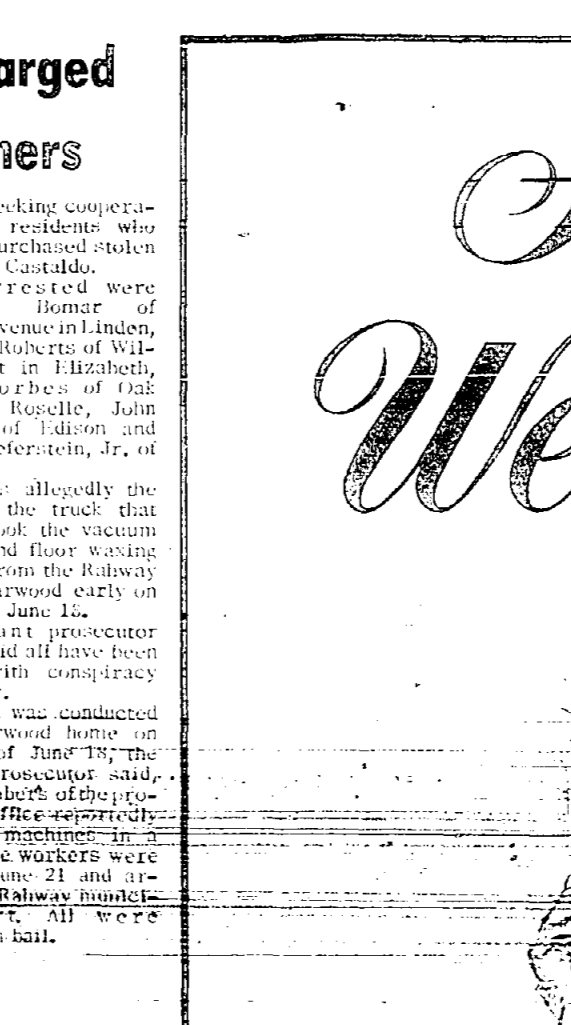 arged
ners
eeking coopera-
residents who
urchased stolen
Castaldo.
rrested were
Bomar of
venue in Linden,
Roberts of Wil-
t in Elizabeth,
orbes of Oak
Roselle, John
of Edison and
eferstein, Jr. of
s allegedly the
the truck that
ook the vacuum
nd floor waxing
rom the Rahway
arwood early on
June 18.
ant prosecutor
id all have been
ith conspiracy
was conducted
rwood home on
of June 18, the
rosecutor said,
bers of the pro-
ffice reportedly
machines in a
e workers were
une 21 and ar-
Rahway munici-
rt. All were
bail.
We